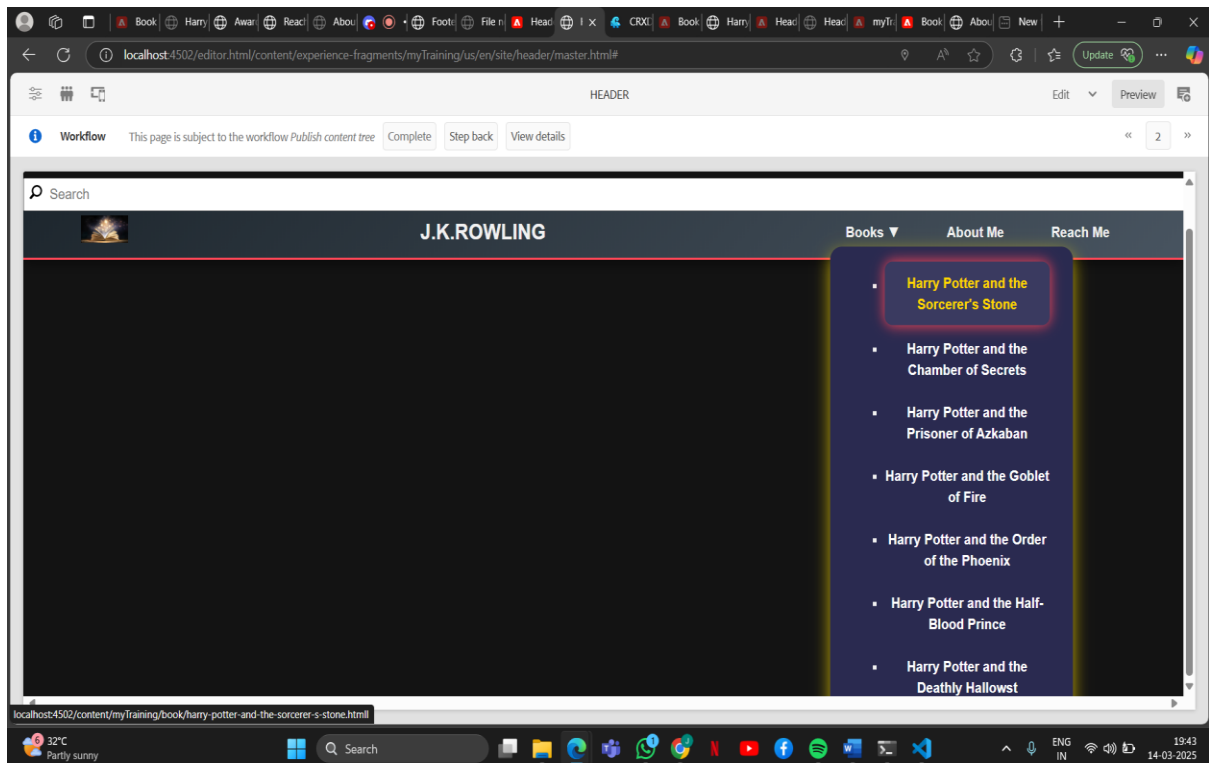 Book Harry Awar Reach Abou Foote File n Head I CRXD Book Harry Head Head myTr Book Abou New
localhost:4502/editor.html/content/experience-fragments/myTraining/us/en/site/header/master.html# Update
HEADER Edit Preview
Workflow This page is subject to the workflow Publish content tree Complete Step back View details 2
Search
J.K.ROWLING Books ▼ About Me Reach Me
Harry Potter and the
Sorcerer's Stone
Harry Potter and the
Chamber of Secrets
Harry Potter and the
Prisoner of Azkaban
Harry Potter and the Goblet
of Fire
Harry Potter and the Order
of the Phoenix
Harry Potter and the Half-
Blood Prince
Harry Potter and the
Deathly Hallowst
localhost:4502/content/myTraining/book/harry-potter-and-the-sorcerer-s-stone.htmll
6 32°C
Partly sunny
Search
1
ENG
IN
19:43
14-03-2025